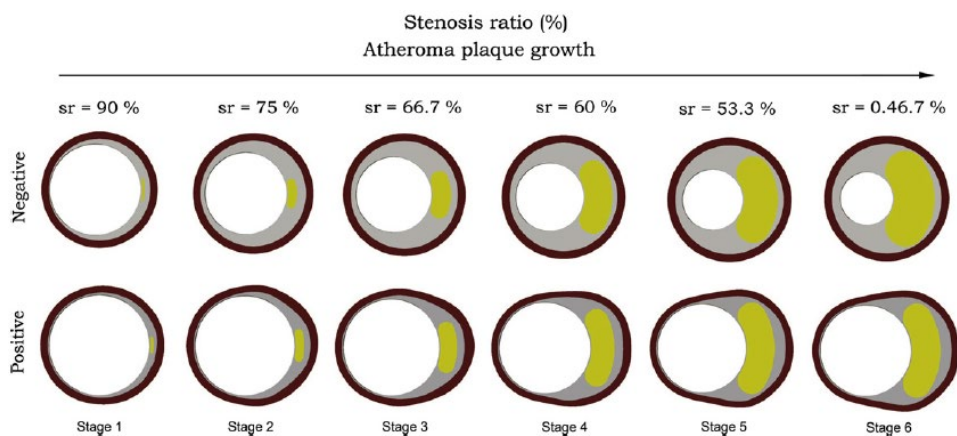 Stenosis ratio (%)
Atheroma plaque growth
sr = 90 % sr = 75 % sr = 66.7 % sr = 60 % sr = 53.3 % sr = 0.46.7 %
Negative
Positive
Stage 1 Stage 2 Stage 3 Stage 4 Stage 5 Stage 6